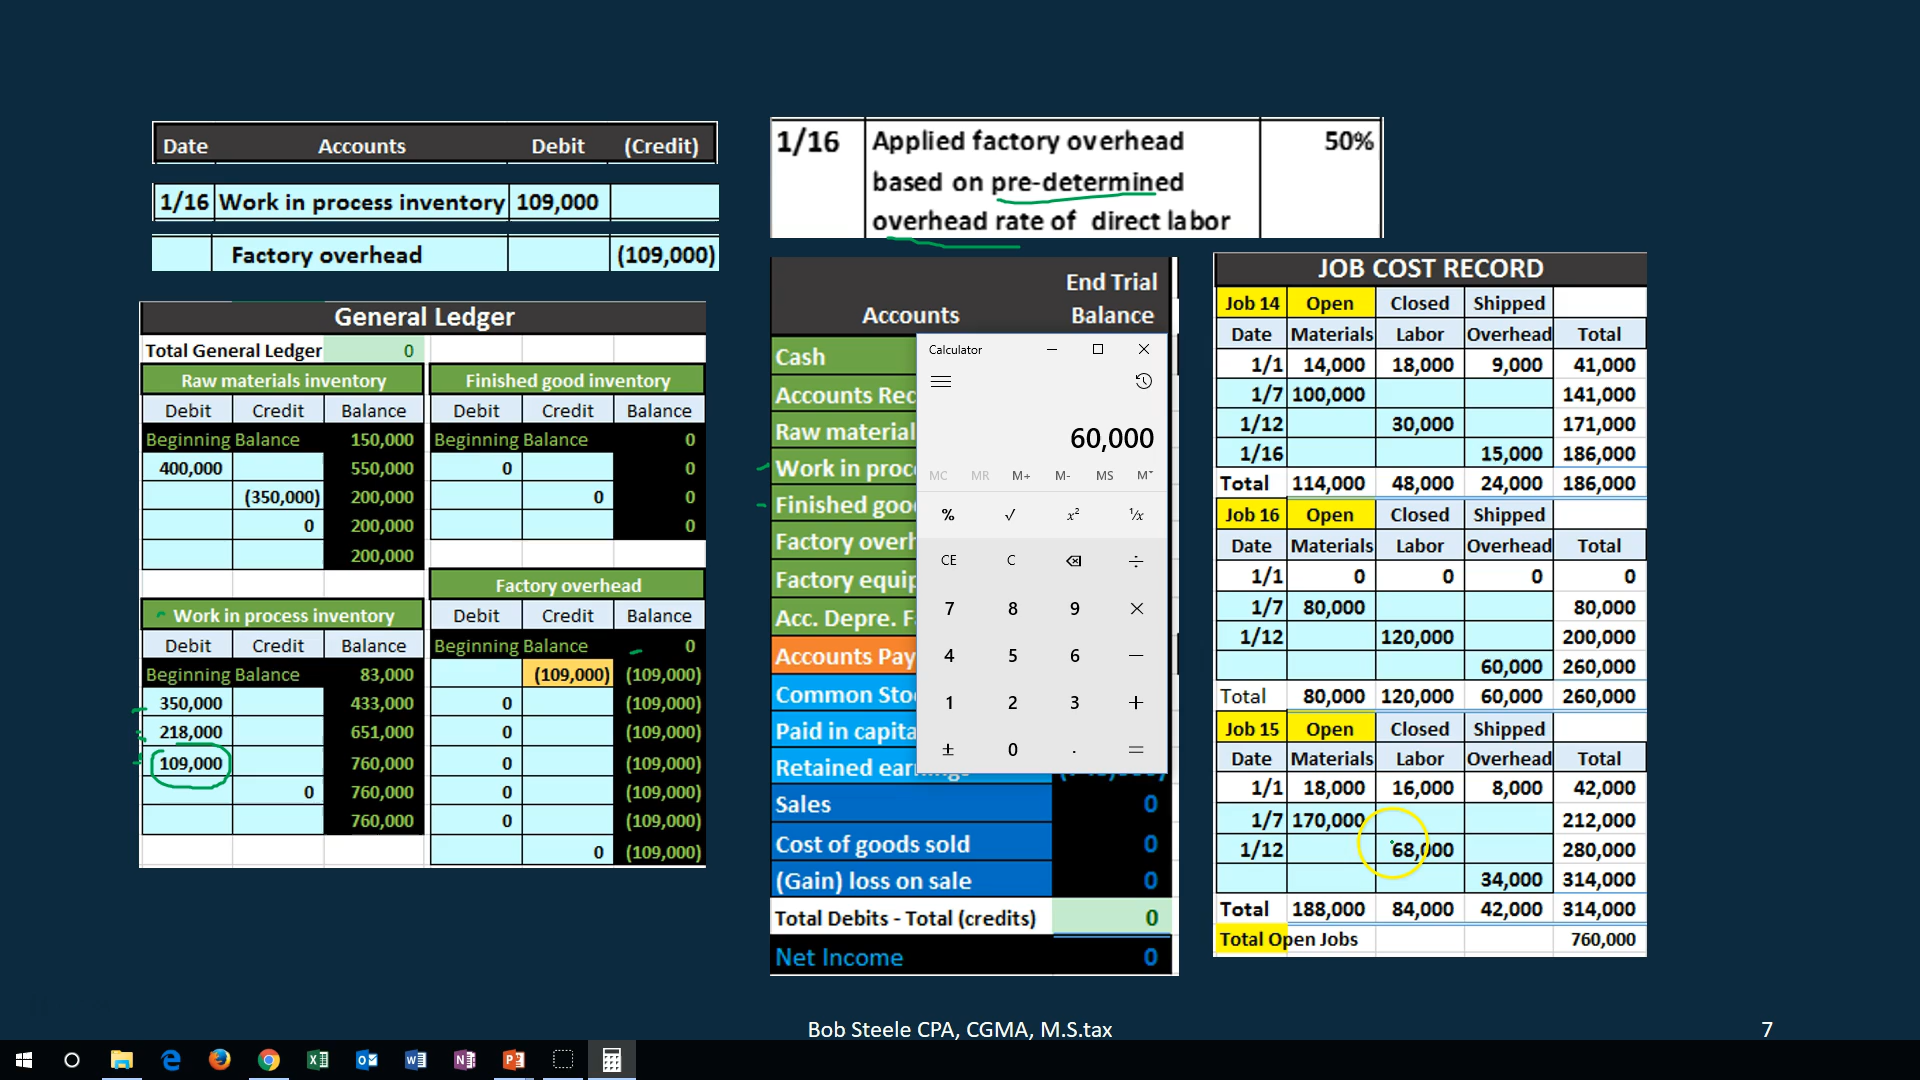 Date Accounts Debit (Credit)
1/16 Work in process inventory 109,000
Factory overhead (109,000)
1/16 Applied factory overhead 50%
based on pre-determined
overhead rate of direct labor
General Ledger
Total General Ledger 0
Raw materials inventory
Debit Credit Balance
Beginning Balance 150,000
400,000 550,000
(350,000) 200,000
0 200,000
200,000
Finished good inventory
Debit Credit Balance
Beginning Balance 0
0 0
0 0
0
Work in process inventory
Debit Credit Balance
Beginning Balance 83,000
350,000 433,000
218,000 651,000
109,000 760,000
0 760,000
760,000
Factory overhead
Debit Credit Balance
Beginning Balance 0
(109,000) (109,000)
0 (109,000)
0 (109,000)
0 (109,000)
0 (109,000)
0 (109,000)
0 (109,000)
End Trial
Accounts Balance
Cash
Accounts Rec
Raw material
Work in proc
Finished goo
Factory overh
Factory equip
Acc. Depre. F
Accounts Pay
Common Sto
Paid in capita
Retained earnings
Sales 0
Cost of goods sold 0
(Gain) loss on sale 0
Total Debits - Total (credits) 0
Net Income 0
Calculator
60,000
MC MR M+ M- MS M˅
% √ x² ¹/x
CE C ⌫ ÷
7 8 9 ×
4 5 6 −
1 2 3 +
± 0 . =
JOB COST RECORD
Job 14 Open Closed Shipped
Date Materials Labor Overhead Total
1/1 14,000 18,000 9,000 41,000
1/7 100,000 141,000
1/12 30,000 171,000
1/16 15,000 186,000
Total 114,000 48,000 24,000 186,000
Job 16 Open Closed Shipped
Date Materials Labor Overhead Total
1/1 0 0 0 0
1/7 80,000 80,000
1/12 120,000 200,000
60,000 260,000
Total 80,000 120,000 60,000 260,000
Job 15 Open Closed Shipped
Date Materials Labor Overhead Total
1/1 18,000 16,000 8,000 42,000
1/7 170,000 212,000
1/12 68,000 280,000
34,000 314,000
Total 188,000 84,000 42,000 314,000
Total Open Jobs 760,000
Bob Steele CPA, CGMA, M.S.tax
7